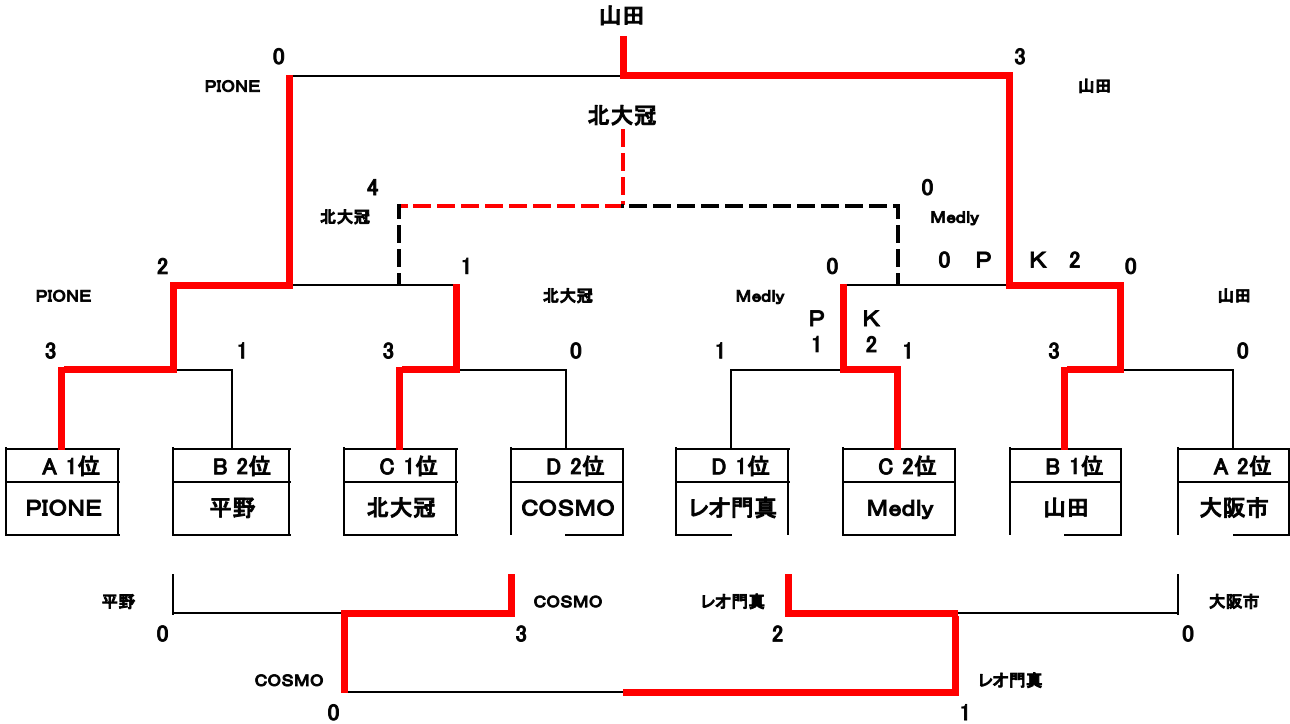 山田
0 3
PIONE 山田
北大冠
4 0
北大冠 Medly
2 1 0 0 P K 2 0
PIONE 北大冠 Medly 山田
P K
3 1 3 0 1 1 2 1 3 0
A 1位 B 2位 C 1位 D 2位 D 1位 C 2位 B 1位 A 2位
PIONE 平野 北大冠 COSMO レオ門真 Medly 山田 大阪市
平野 COSMO レオ門真 大阪市
0 3 2 0
COSMO レオ門真
0 1